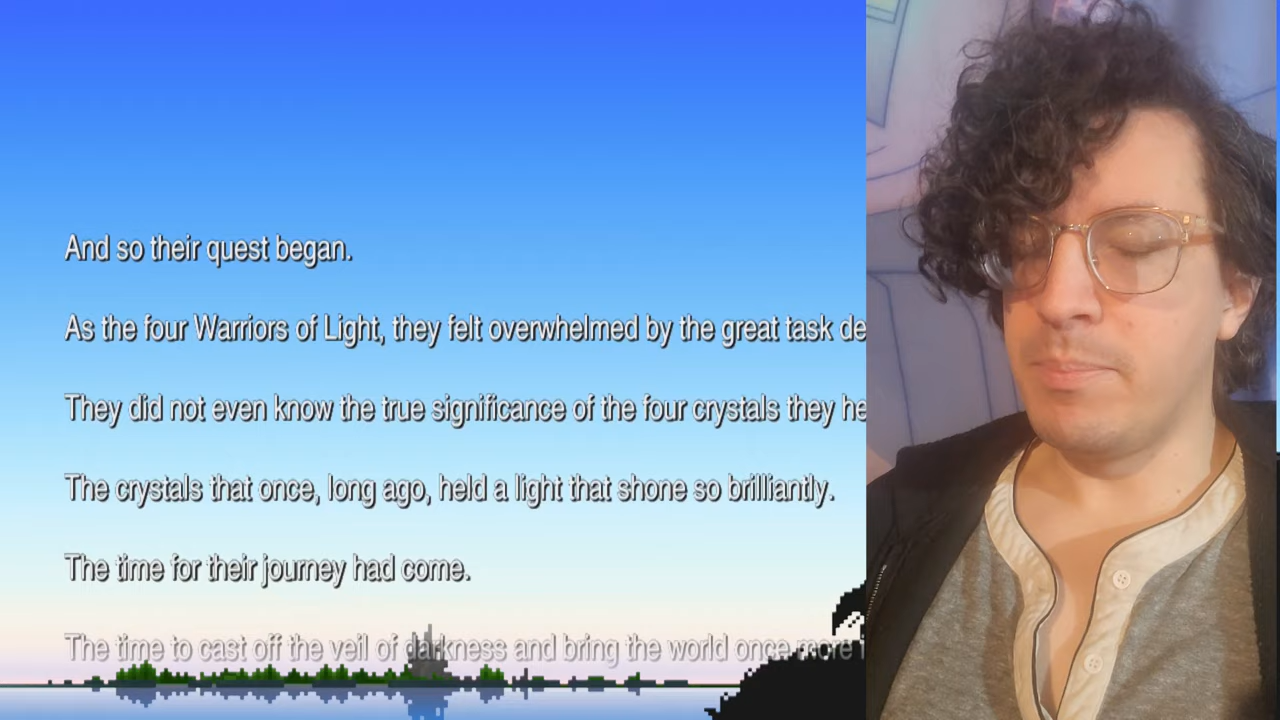 And so their quest began.
As the four Warriors of Light, they felt overwhelmed by the great task de
They did not even know the true significance of the four crystals they he
The crystals that once, long ago, held a light that shone so brilliantly.
The time for their journey had come.
The time to cast off the veil of darkness and bring the world once more i